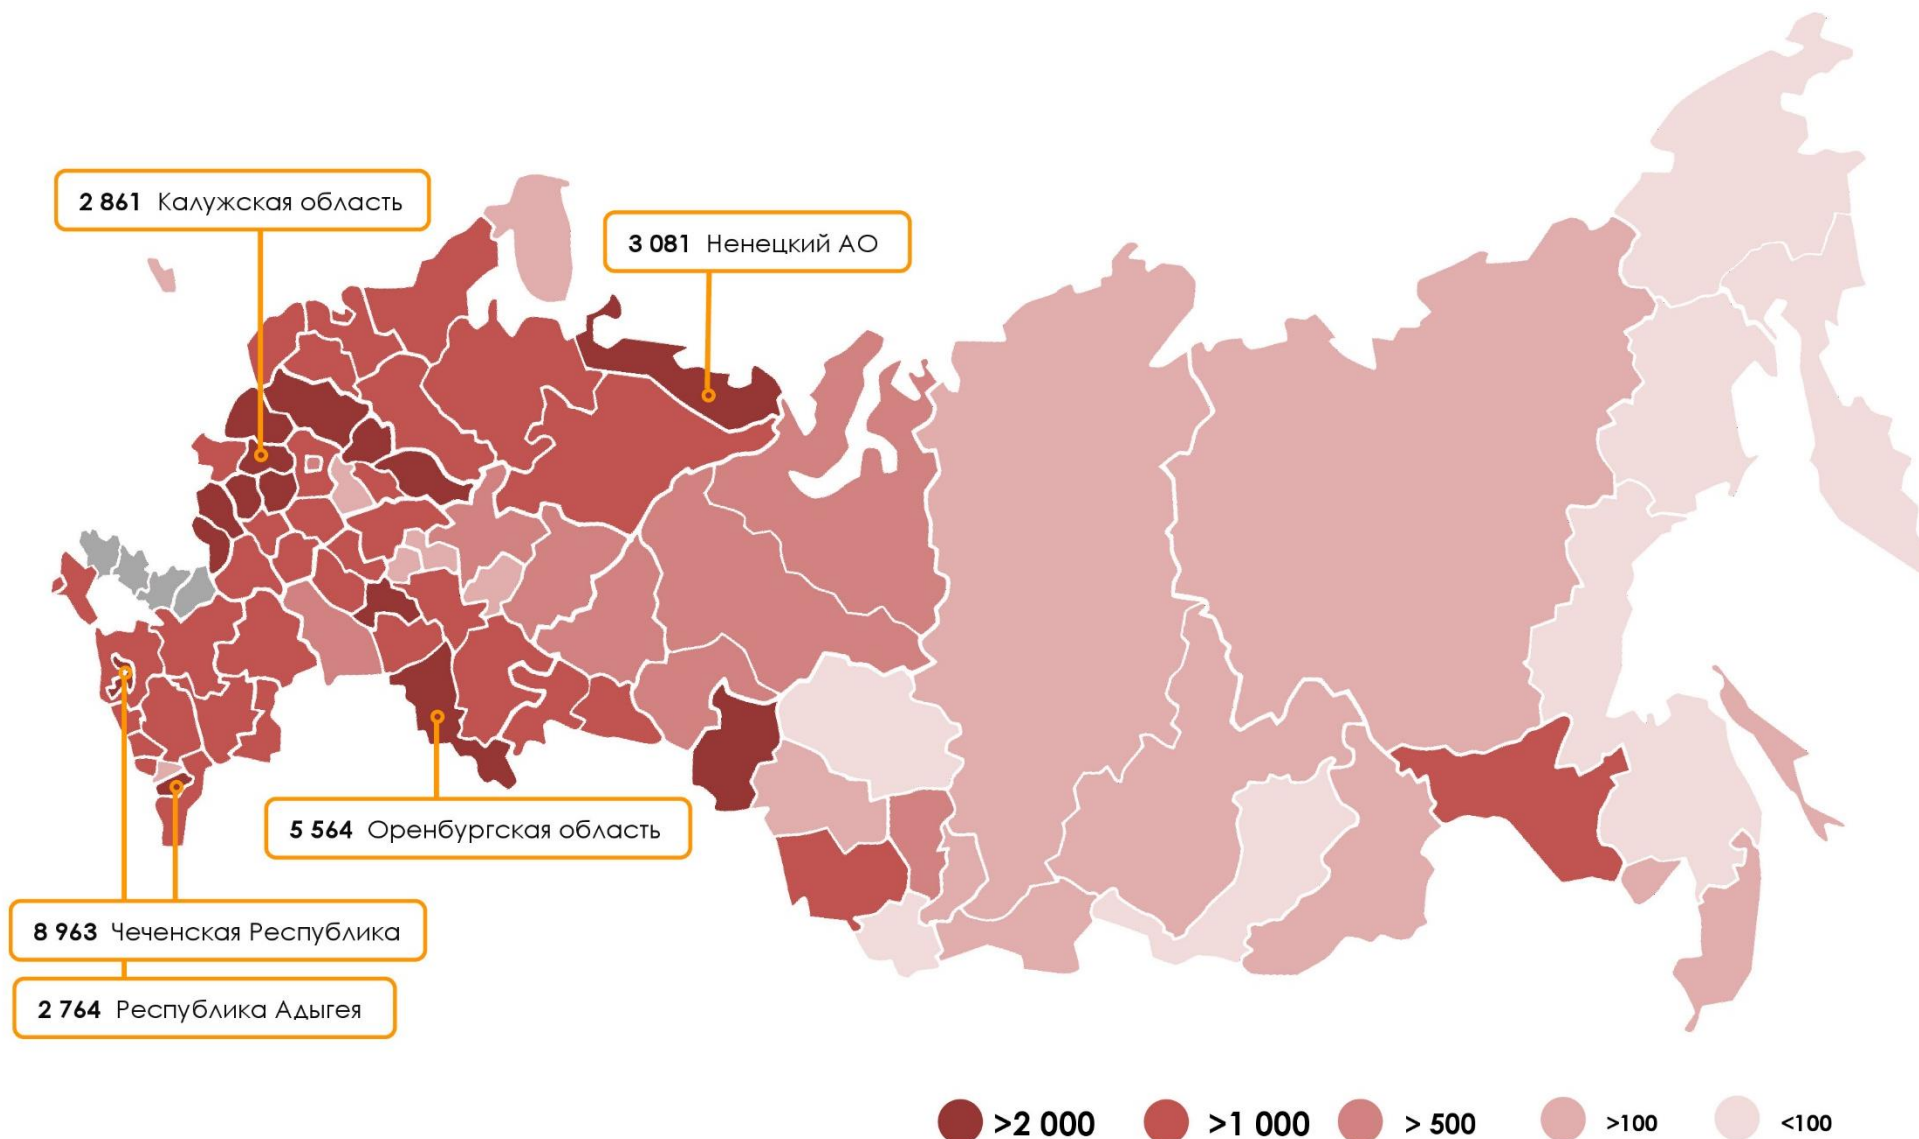 2 861 Калужская область
3 081 Ненецкий АО
5 564 Оренбургская область
8 963 Чеченская Республика
2 764 Республика Адыгея
>2 000
>1 000
> 500
>100
<100